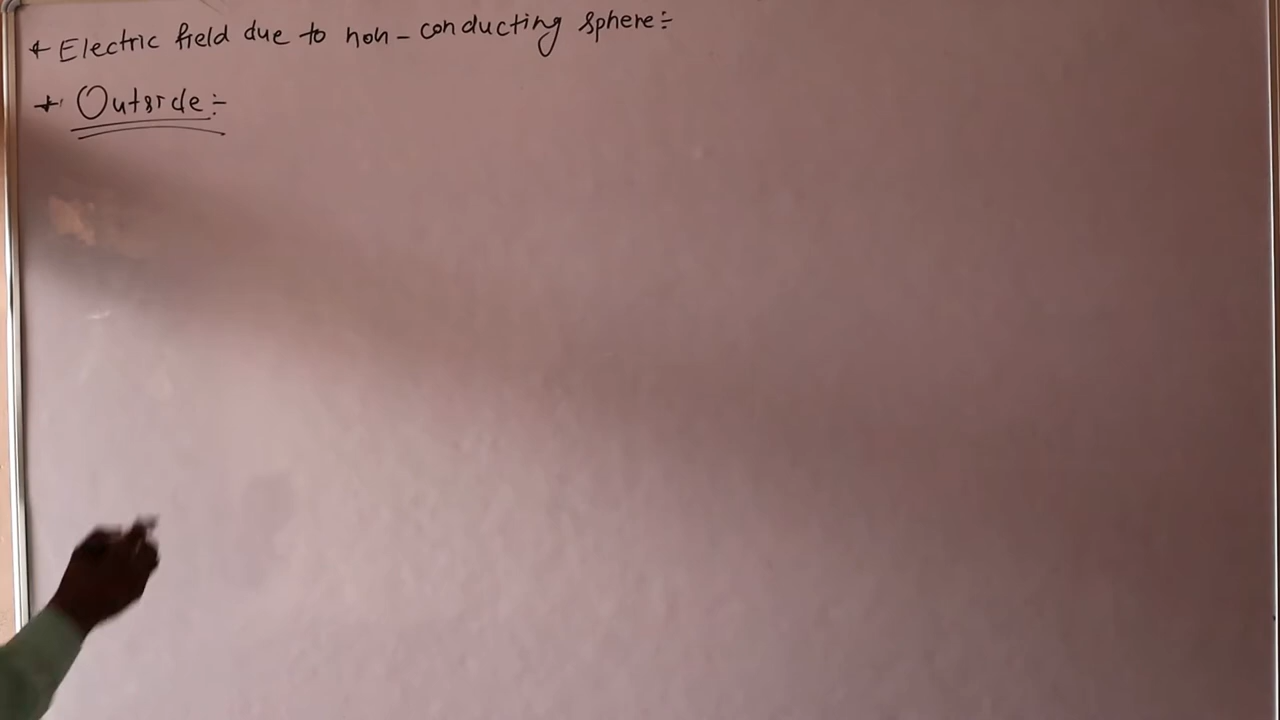 * Electric field due to non-conducting sphere:-
* Outside:-